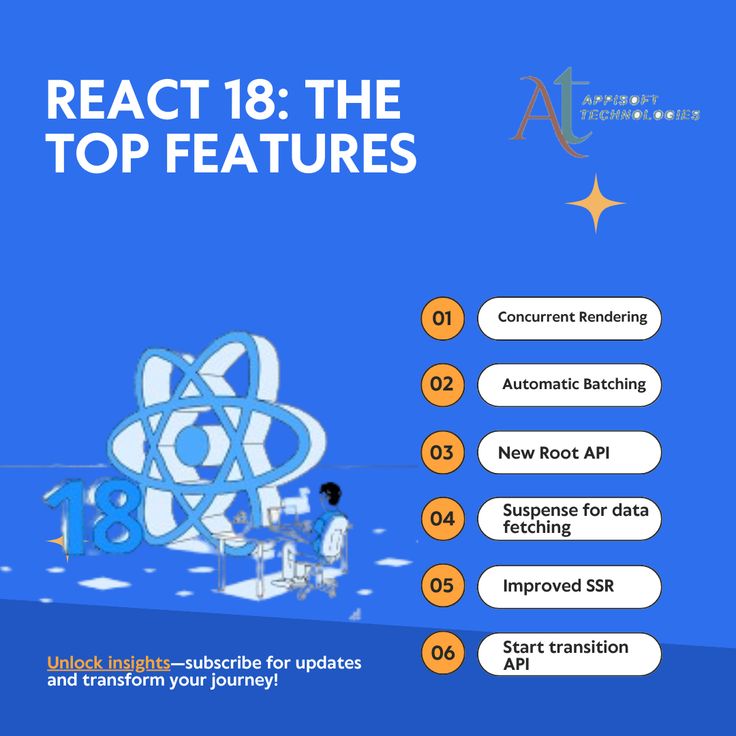 REACT 18: THE
TOP FEATURES
At APPISOFT
TECHNOLOGIES
01 Concurrent Rendering
02 Automatic Batching
03 New Root API
04 Suspense for data
fetching
05 Improved SSR
06 Start transition
API
18
Unlock insights—subscribe for updates
and transform your journey!